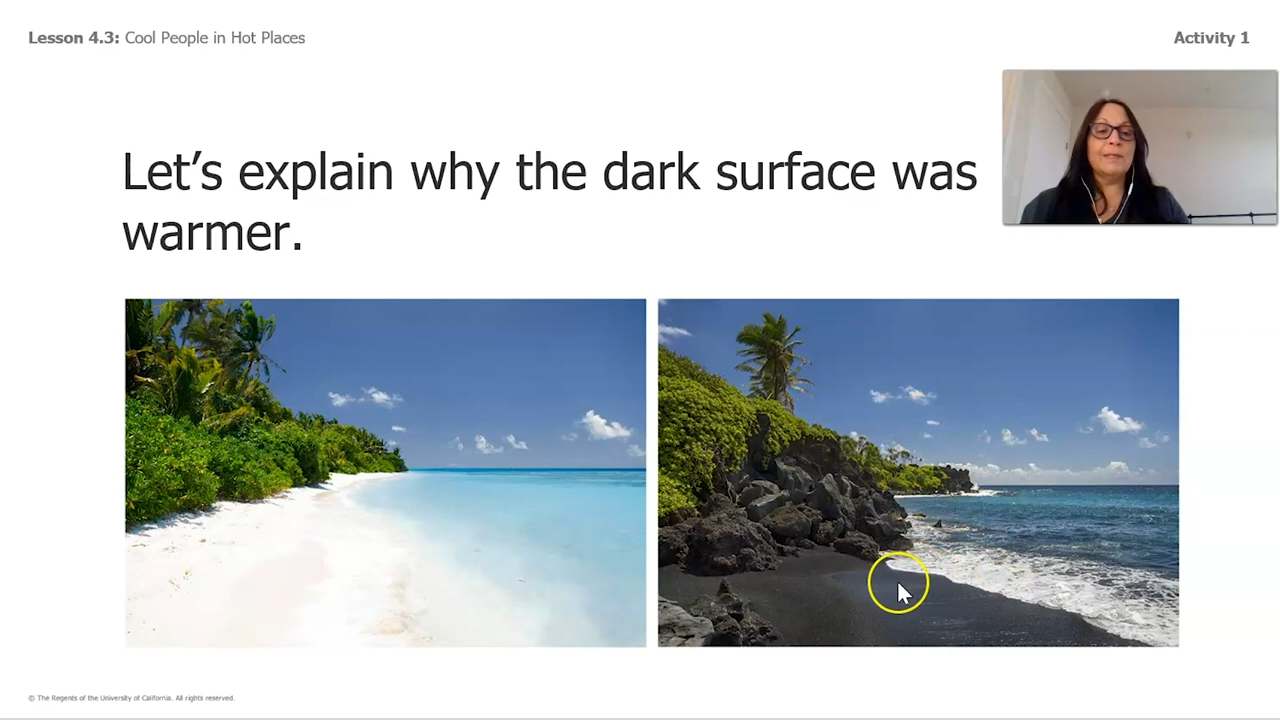 Lesson 4.3: Cool People in Hot Places
Activity 1
Let's explain why the dark surface was
warmer.
© The Regents of the University of California. All rights reserved.